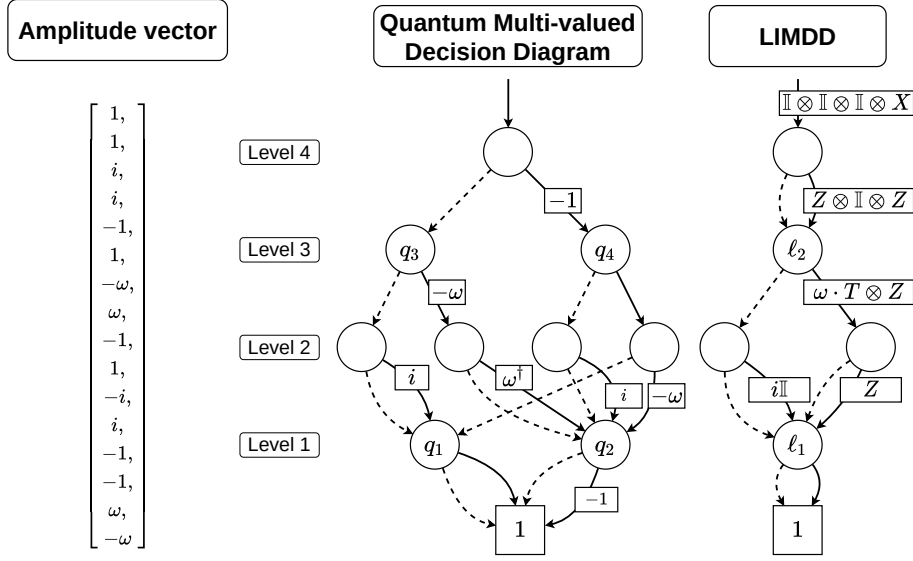 Amplitude vector
Quantum Multi-valued
Decision Diagram
LIMDD
1,
1,
i,
i,
-1,
1,
-ω,
ω,
-1,
1,
-i,
i,
-1,
-1,
ω,
-ω
Level 4
Level 3
Level 2
Level 1
-1
q₃
q₄
-ω
i
ω†
i
-ω
q₁
q₂
-1
1
𝕀 ⊗ 𝕀 ⊗ 𝕀 ⊗ X
Z ⊗ 𝕀 ⊗ Z
ℓ₂
ω · T ⊗ Z
i𝕀
Z
ℓ₁
1